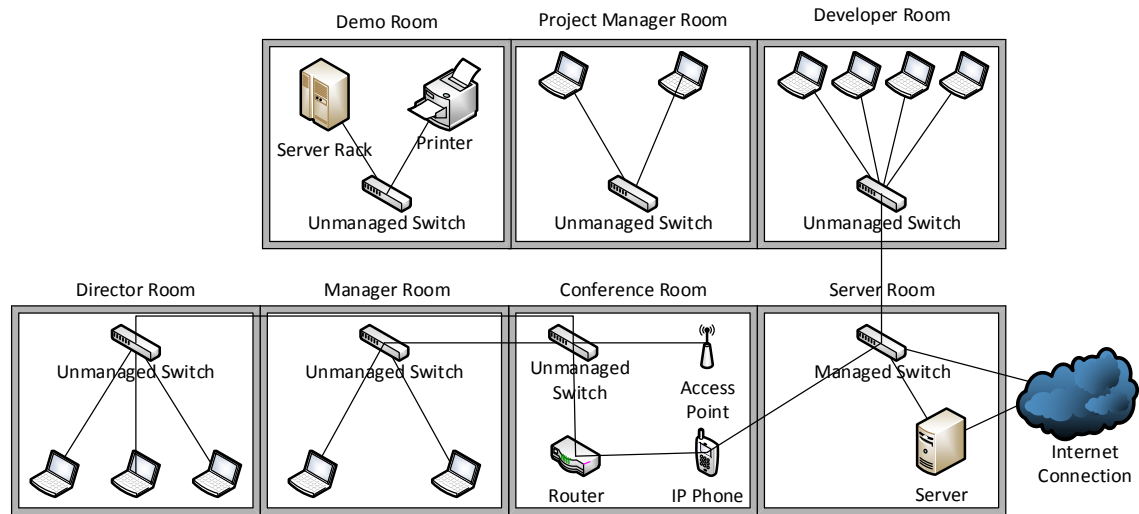 Demo Room
Project Manager Room
Developer Room
Server Rack
Printer
Unmanaged Switch
Unmanaged Switch
Unmanaged Switch
Director Room
Manager Room
Conference Room
Server Room
Unmanaged Switch
Unmanaged Switch
Unmanaged
Switch
Access
Point
Managed Switch
Router
IP Phone
Server
Internet
Connection